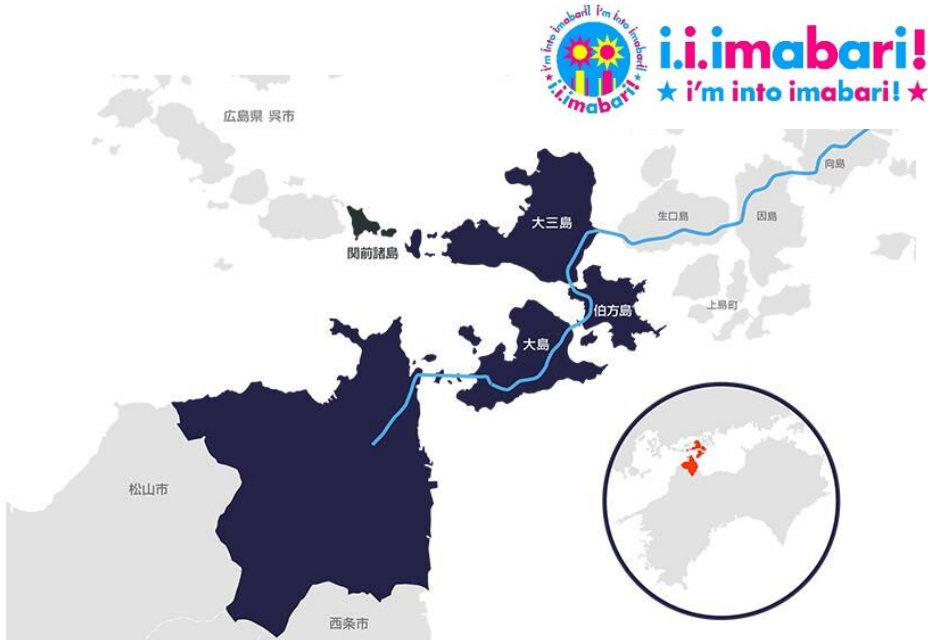 i'm into imabari! i'm into imabari!
i.i.imabari!
i.i.imabari!
★ i'm into imabari! ★
広島県 呉市
向島
生口島
因島
大三島
関前諸島
上島町
伯方島
大島
松山市
西条市